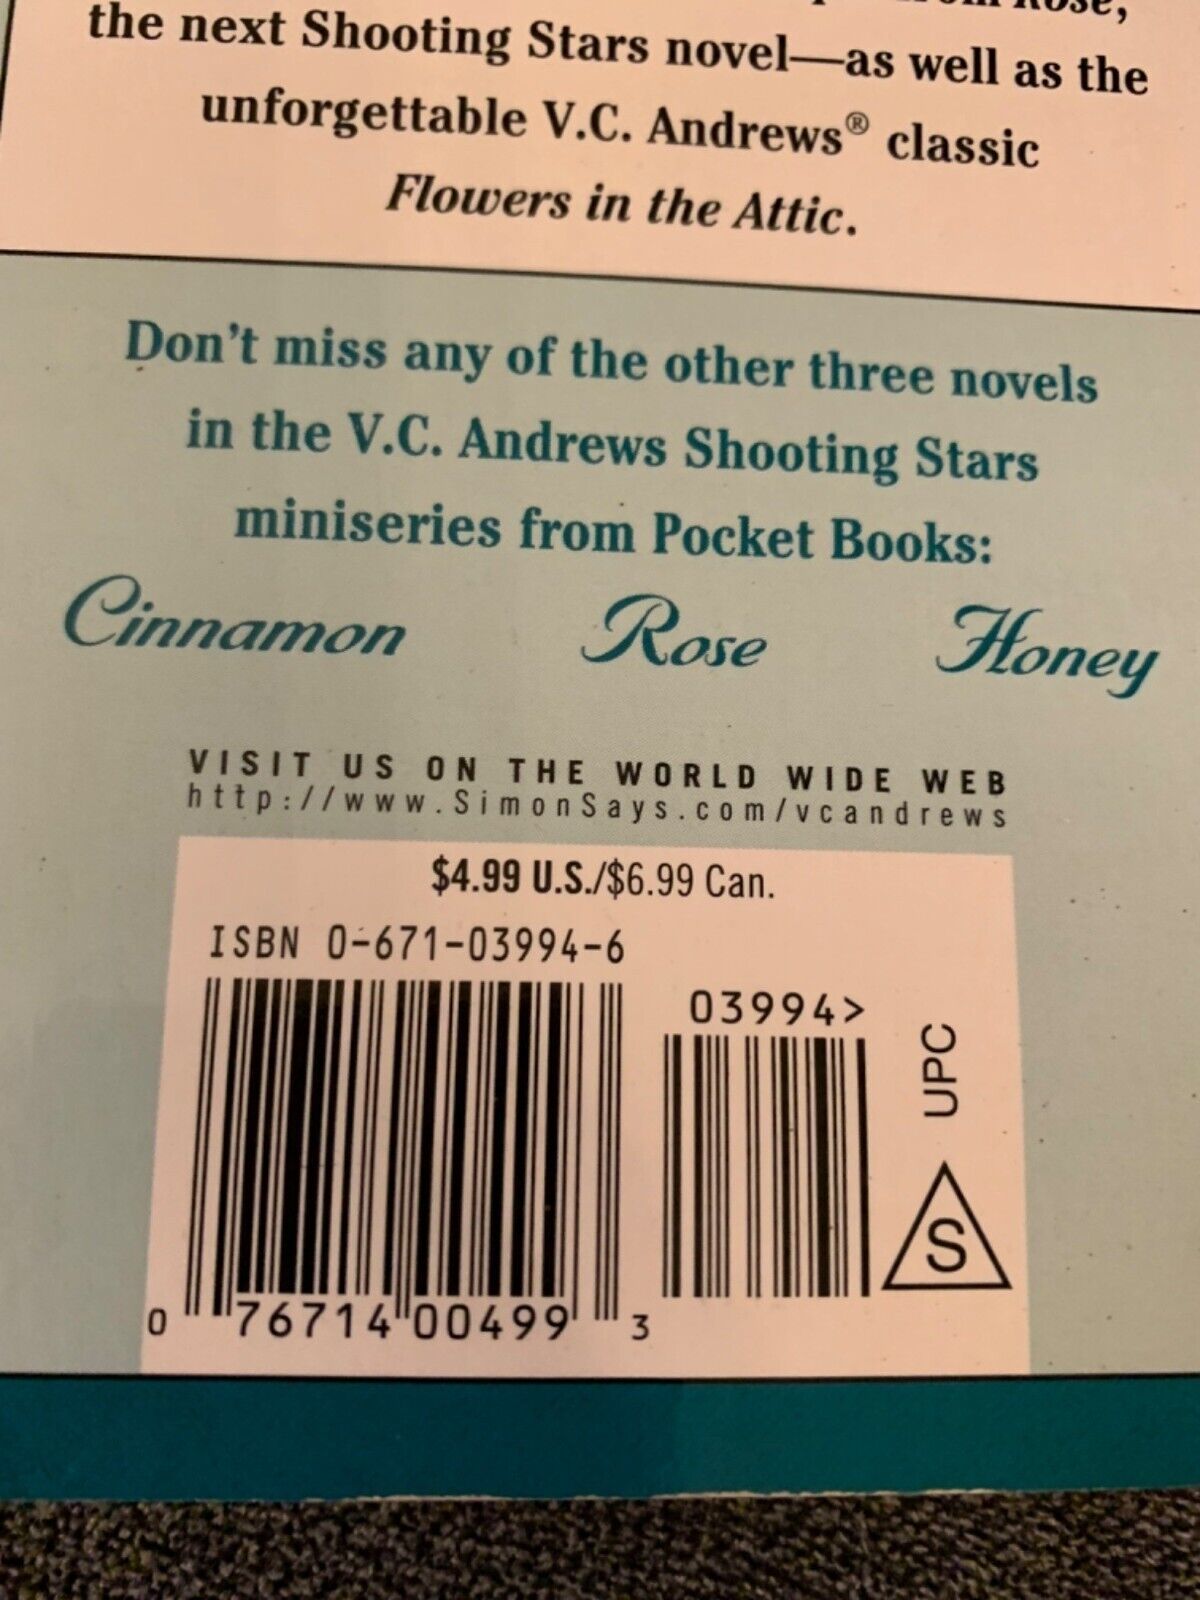 Rose,
the next Shooting Stars novel—as well as the
unforgettable V.C. Andrews® classic
Flowers in the Attic.
Don't miss any of the other three novels
in the V.C. Andrews Shooting Stars
miniseries from Pocket Books:
Cinnamon Rose Honey
VISIT US ON THE WORLD WIDE WEB
http://www.SimonSays.com/vcandrews
$4.99 U.S./$6.99 Can.
ISBN 0-671-03994-6
03994>
UPC
S
0 76714 00499 3